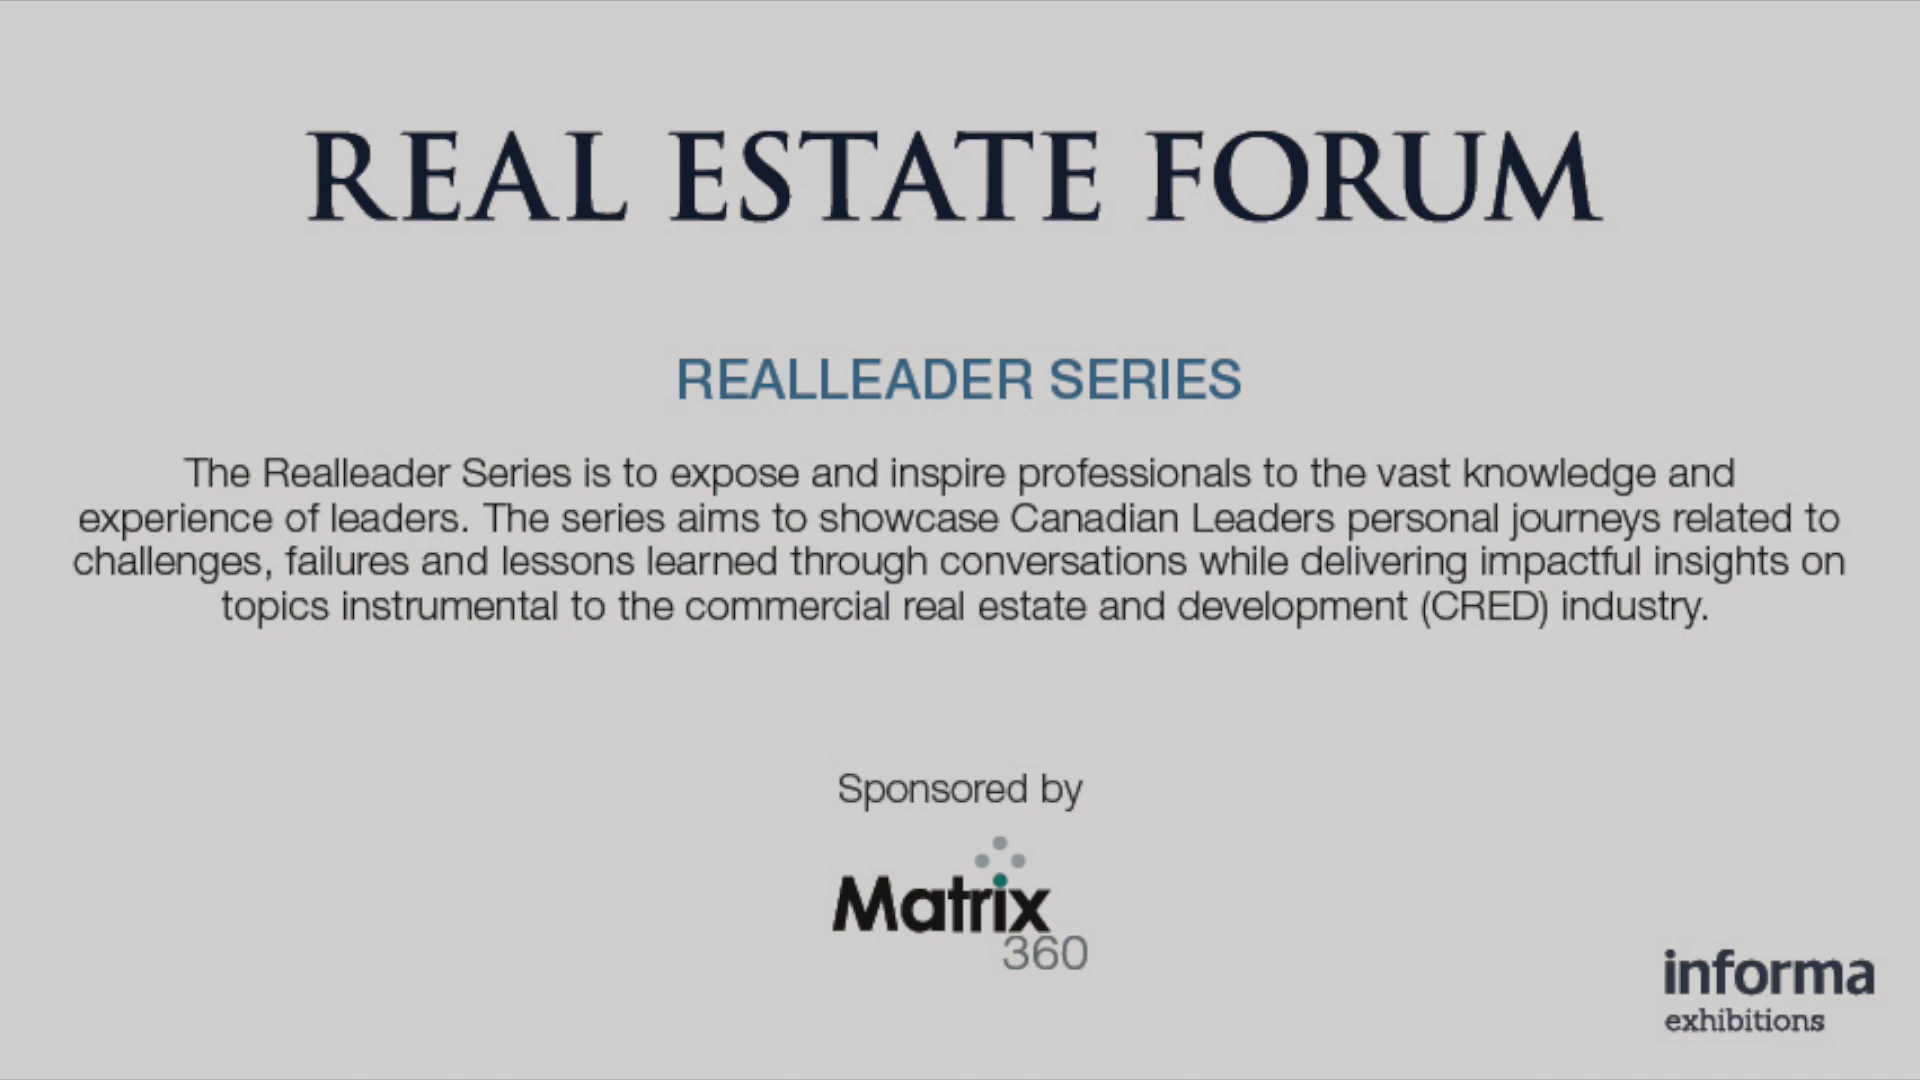 REAL ESTATE FORUM
REALLEADER SERIES
The Realleader Series is to expose and inspire professionals to the vast knowledge and
experience of leaders. The series aims to showcase Canadian Leaders personal journeys related to
challenges, failures and lessons learned through conversations while delivering impactful insights on
topics instrumental to the commercial real estate and development (CRED) industry.
Sponsored by
Matrix
360
informa
exhibitions